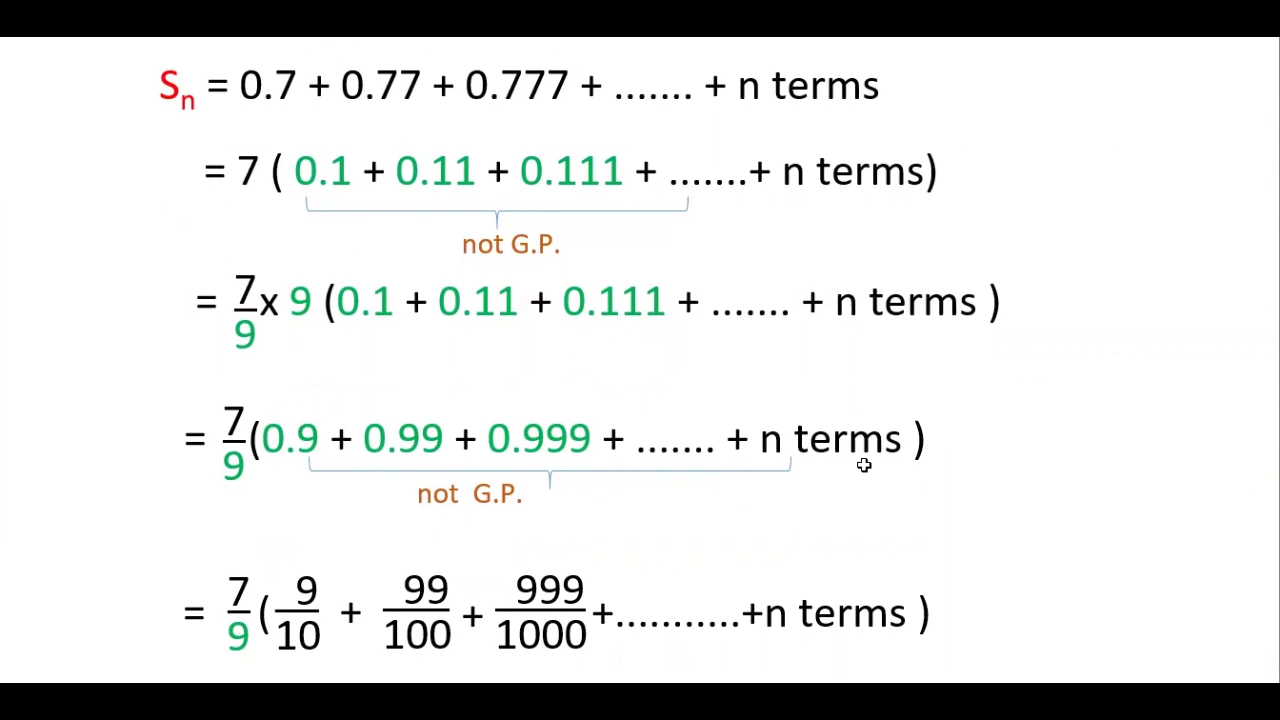 Sn = 0.7 + 0.77 + 0.777 + ....... + n terms
= 7 ( 0.1 + 0.11 + 0.111 + .......+ n terms)
not G.P.
= 7/9 x 9 (0.1 + 0.11 + 0.111 + ....... + n terms )
= 7/9 (0.9 + 0.99 + 0.999 + ....... + n terms )
not G.P.
= 7/9 ( 9/10 + 99/100 + 999/1000 +...........+n terms )